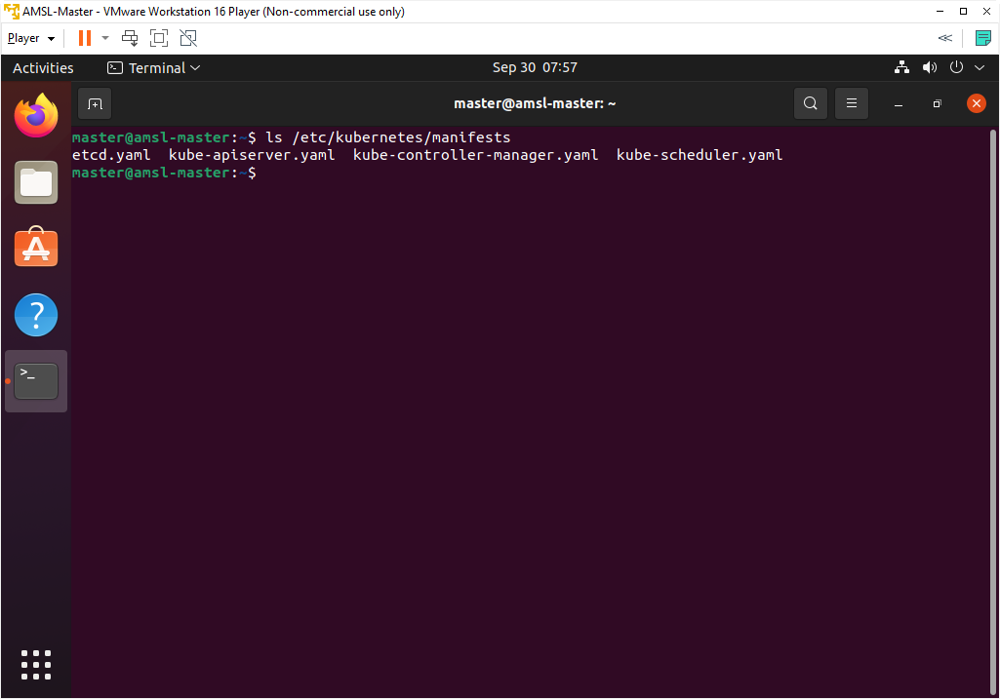 AMSL-Master - VMware Workstation 16 Player (Non-commercial use only)
Player
Activities Terminal Sep 30 07:57
master@amsl-master: ~
master@amsl-master:~$ ls /etc/kubernetes/manifests
etcd.yaml kube-apiserver.yaml kube-controller-manager.yaml kube-scheduler.yaml
master@amsl-master:~$